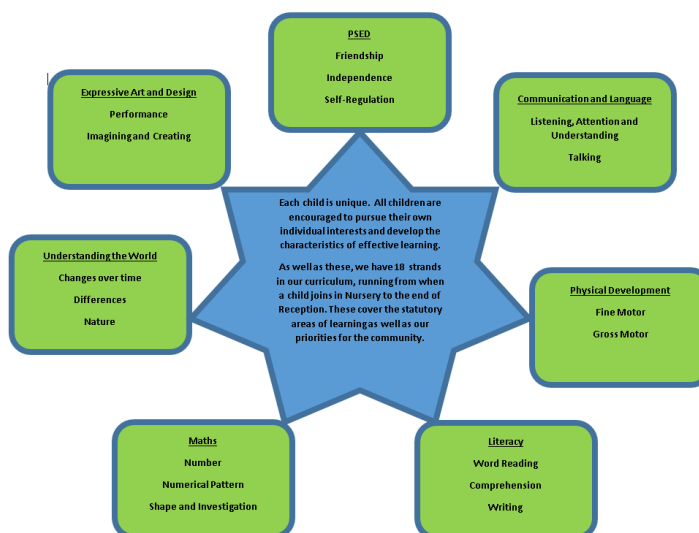 PSED
Friendship
Independence
Self-Regulation
Expressive Art and Design
Performance
Imagining and Creating
Communication and Language
Listening, Attention and
Understanding
Talking
Each child is unique. All children are
encouraged to pursue their own
individual interests and develop the
characteristics of effective learning.
As well as these, we have 18 strands
in our curriculum, running from when
a child joins in Nursery to the end of
Reception. These cover the statutory
areas of learning as well as our
priorities for the community.
Understanding the World
Changes over time
Differences
Nature
Physical Development
Fine Motor
Gross Motor
Maths
Number
Numerical Pattern
Shape and Investigation
Literacy
Word Reading
Comprehension
Writing